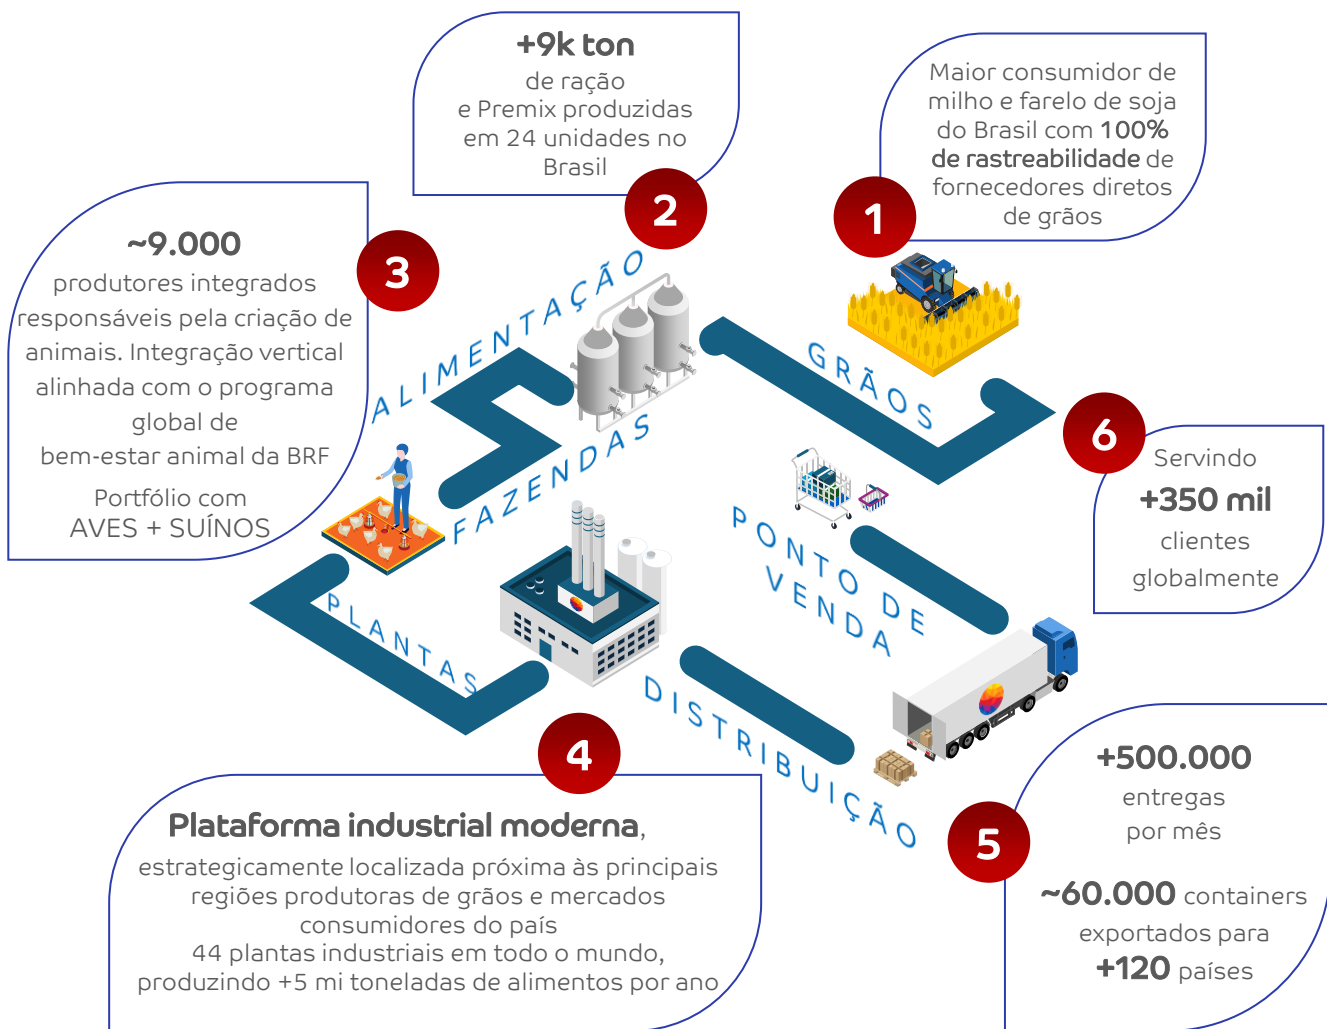 +9k ton
de ração
e Premix produzidas
em 24 unidades no
Brasil
2
Maior consumidor de
milho e farelo de soja
do Brasil com 100%
de rastreabilidade de
fornecedores diretos
de grãos
1
~9.000
produtores integrados
responsáveis pela criação de
animais. Integração vertical
alinhada com o programa
global de
bem-estar animal da BRF
Portfólio com
AVES + SUÍNOS
3
ALIMENTAÇÃO
GRÃOS
FAZENDAS
6
Servindo
+350 mil
clientes
globalmente
PONTO DE
VENDA
PLANTAS
DISTRIBUIÇÃO
4
Plataforma industrial moderna,
estrategicamente localizada próxima às principais
regiões produtoras de grãos e mercados
consumidores do país
44 plantas industriais em todo o mundo,
produzindo +5 mi toneladas de alimentos por ano
5
+500.000
entregas
por mês
~60.000 containers
exportados para
+120 países